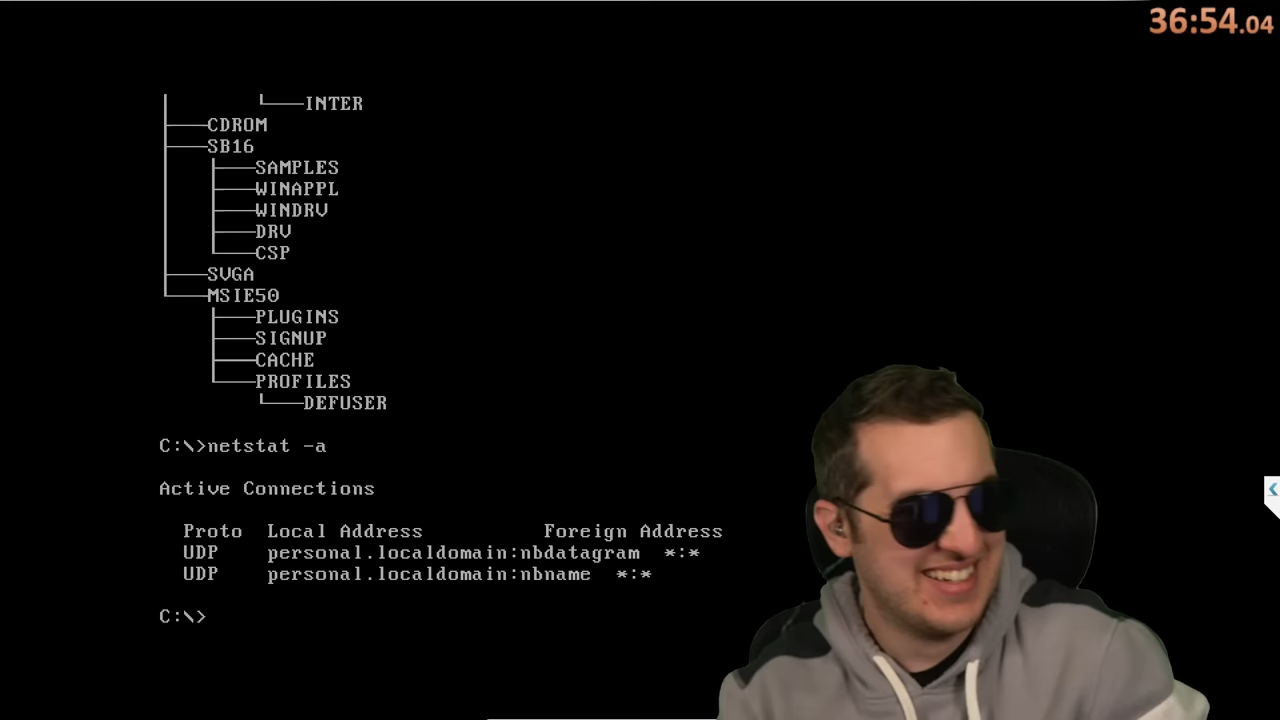 36:54.04
INTER
CDROM
SB16
SAMPLES
WINAPPL
WINDRV
DRV
CSP
SVGA
MSIE50
PLUGINS
SIGNUP
CACHE
PROFILES
DEFUSER
C:\>netstat -a
Active Connections
Proto Local Address Foreign Address
UDP personal.localdomain:nbdatagram *:*
UDP personal.localdomain:nbname *:*
C:\>